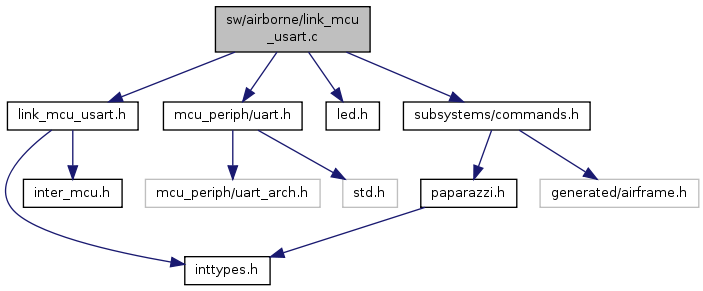 sw/airborne/link_mcu
_usart.c
link_mcu_usart.h
mcu_periph/uart.h
led.h
subsystems/commands.h
inter_mcu.h
mcu_periph/uart_arch.h
std.h
paparazzi.h
generated/airframe.h
inttypes.h